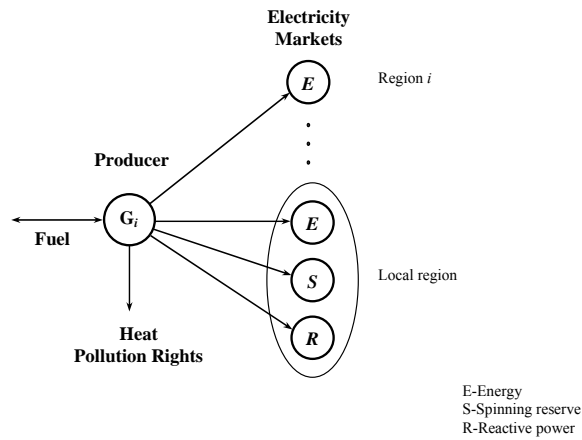 Electricity
Markets
E
Region i
Producer
G_i
E
Fuel
S
Local region
Heat
Pollution Rights
R
E-Energy
S-Spinning reserve
R-Reactive power